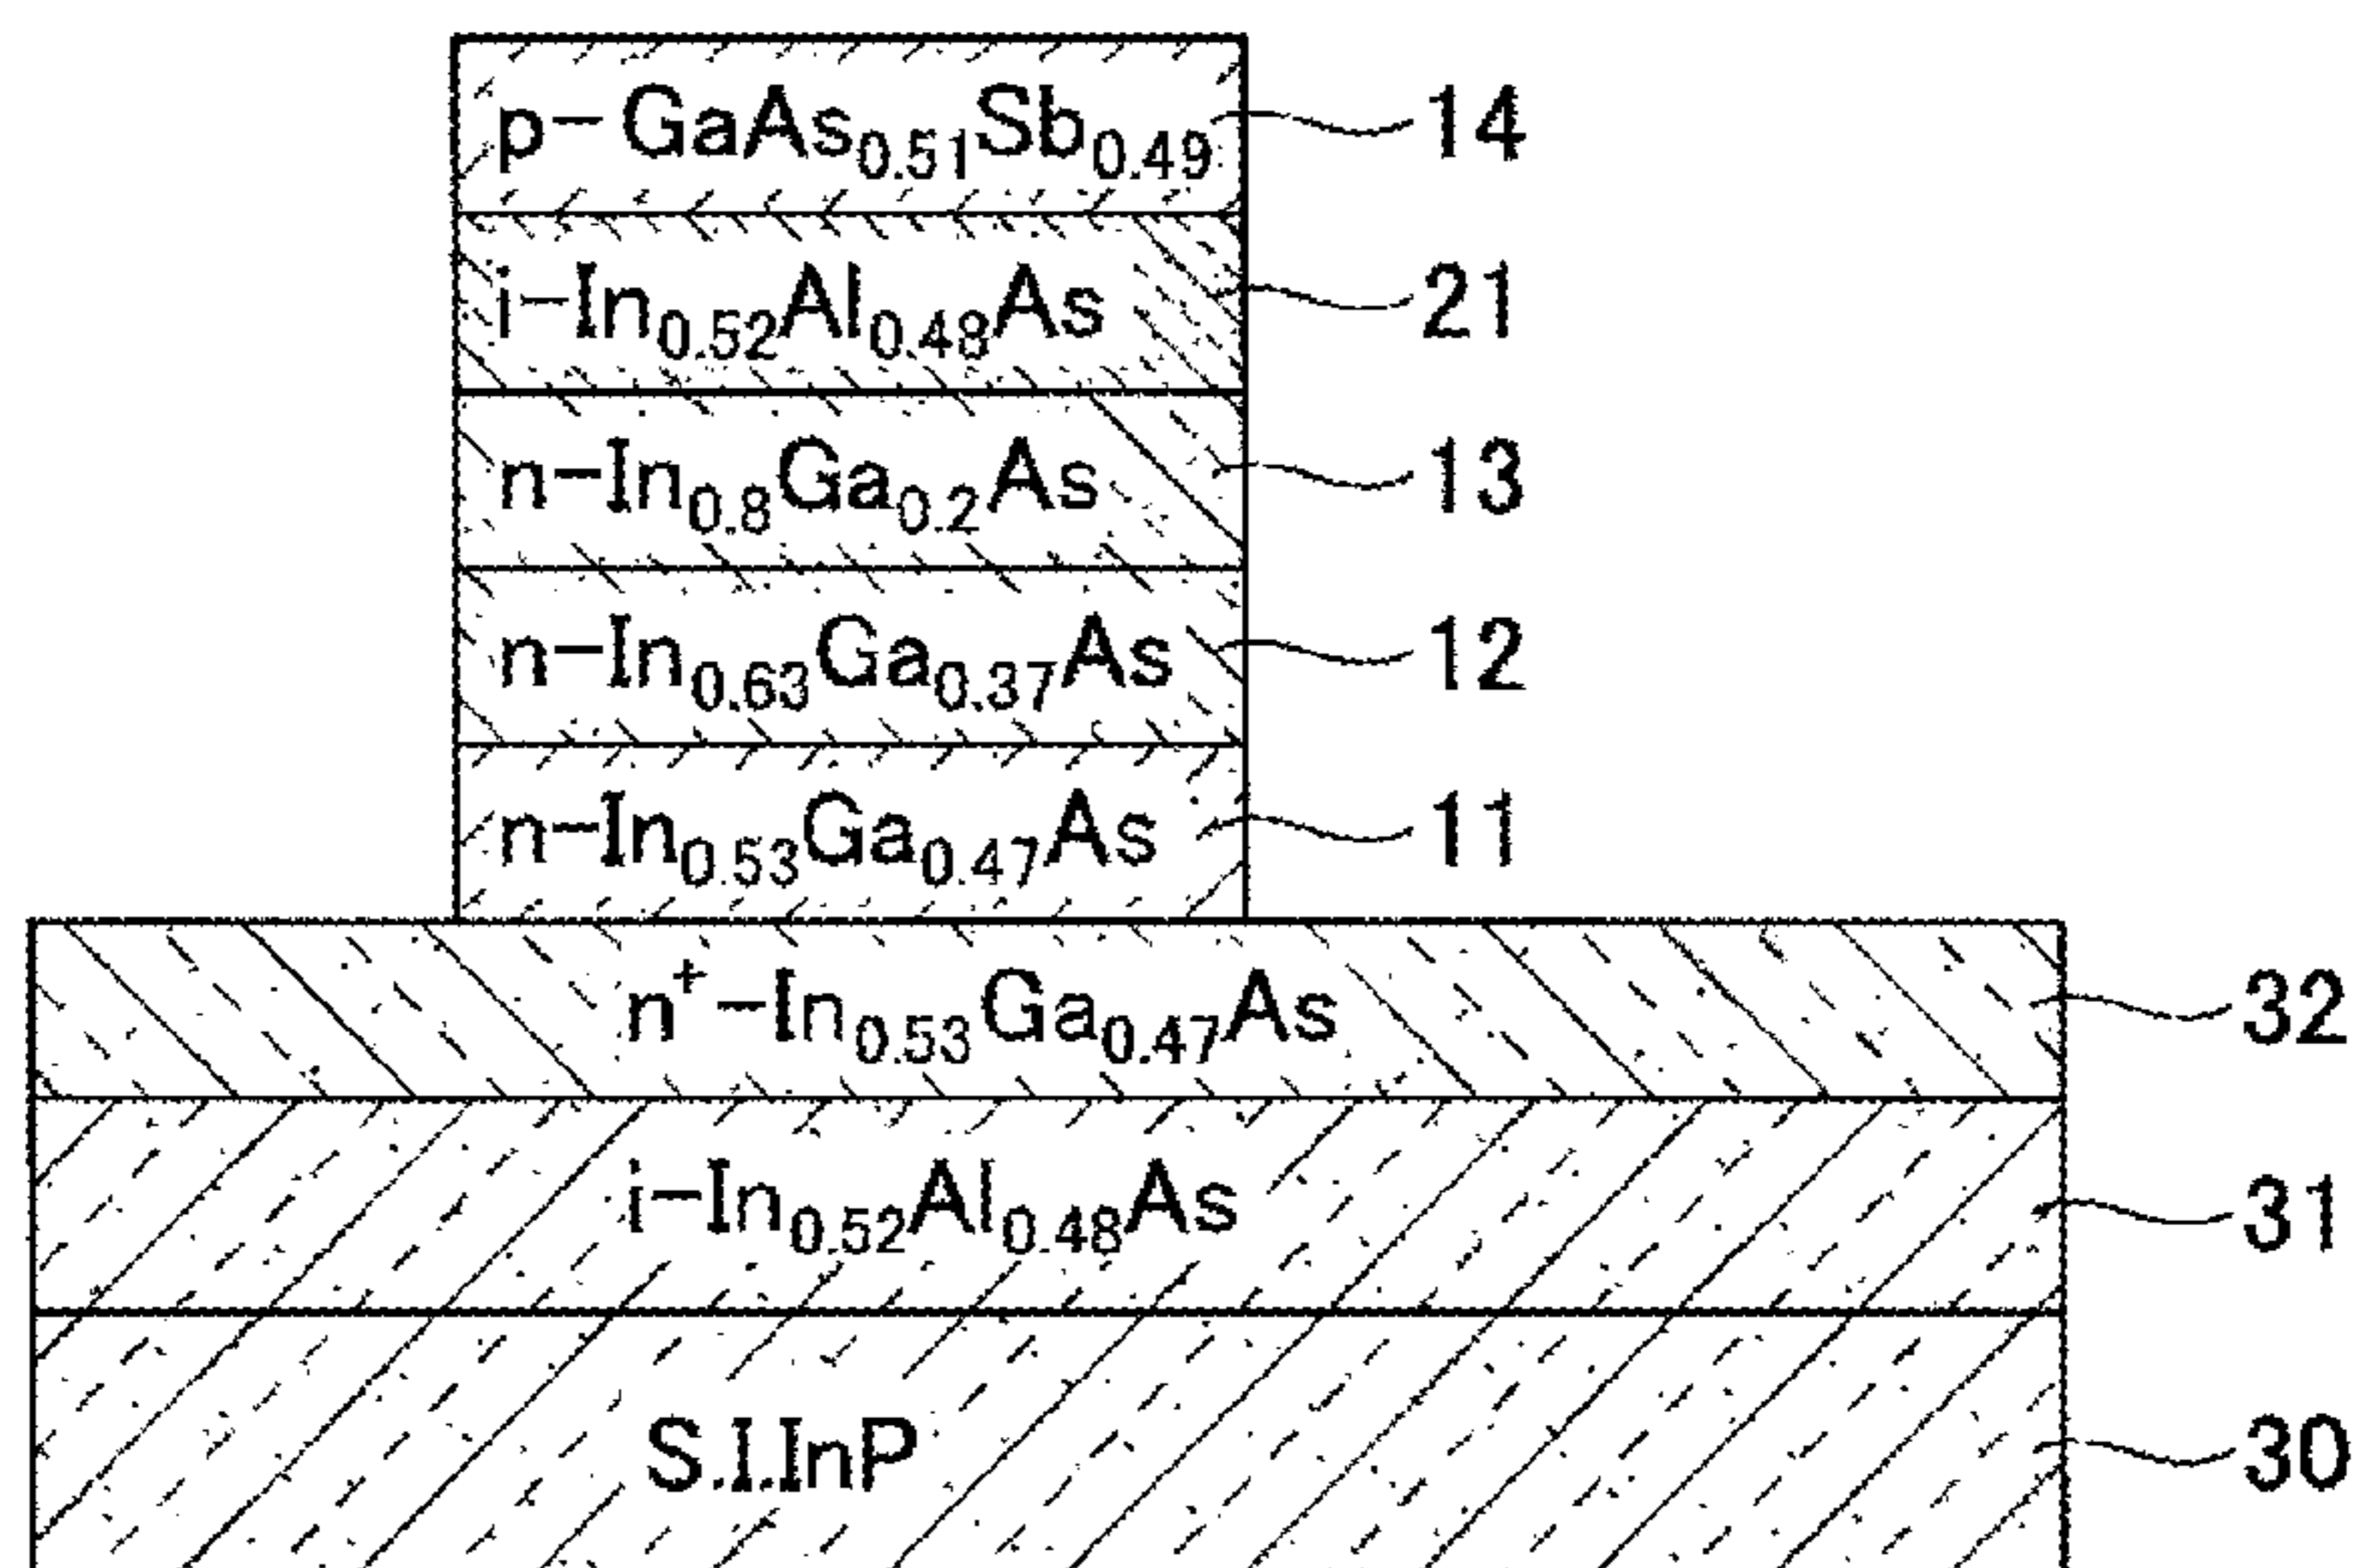 p-GaAs0.51Sb0.49 14
i-In0.52Al0.48As 21
n-In0.8Ga0.2As 13
n-In0.63Ga0.37As 12
n-In0.53Ga0.47As 11
n+-In0.53Ga0.47As 32
i-In0.52Al0.48As 31
S.I.InP 30